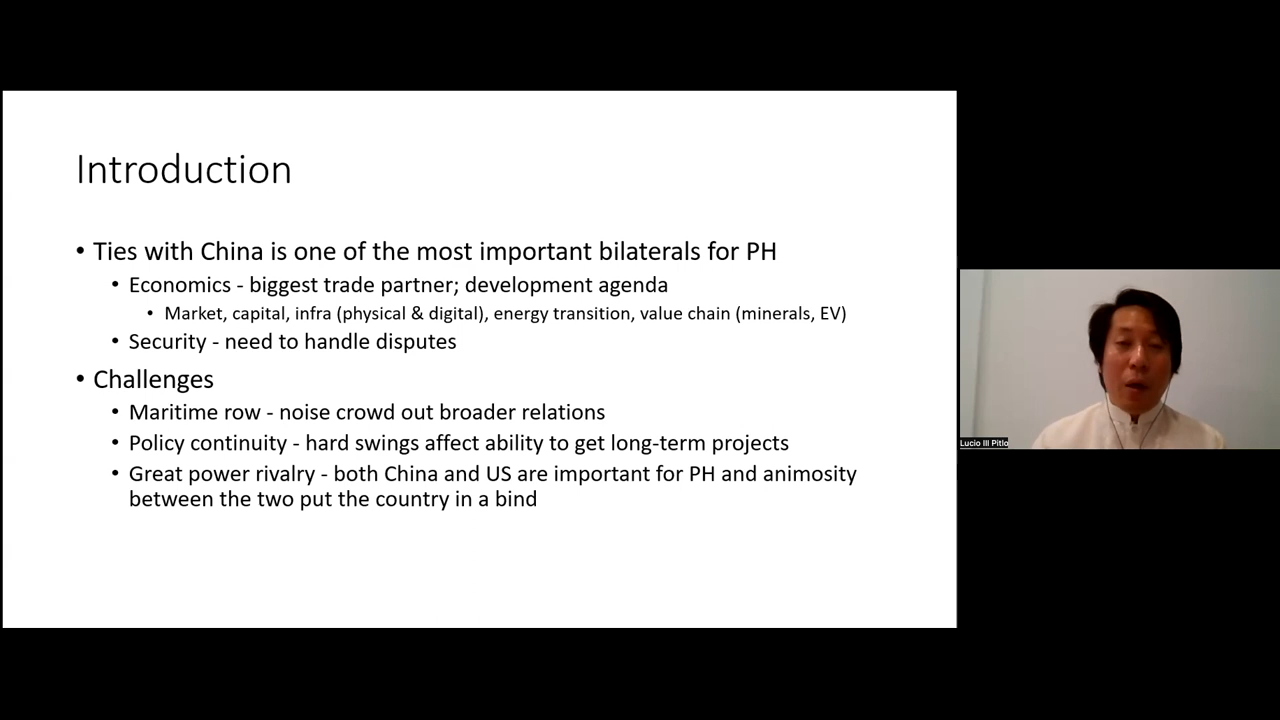 Introduction
• Ties with China is one of the most important bilaterals for PH
• Economics - biggest trade partner; development agenda
• Market, capital, infra (physical & digital), energy transition, value chain (minerals, EV)
• Security - need to handle disputes
• Challenges
• Maritime row - noise crowd out broader relations
• Policy continuity - hard swings affect ability to get long-term projects
• Great power rivalry - both China and US are important for PH and animosity
between the two put the country in a bind
Lucio III Pitlo